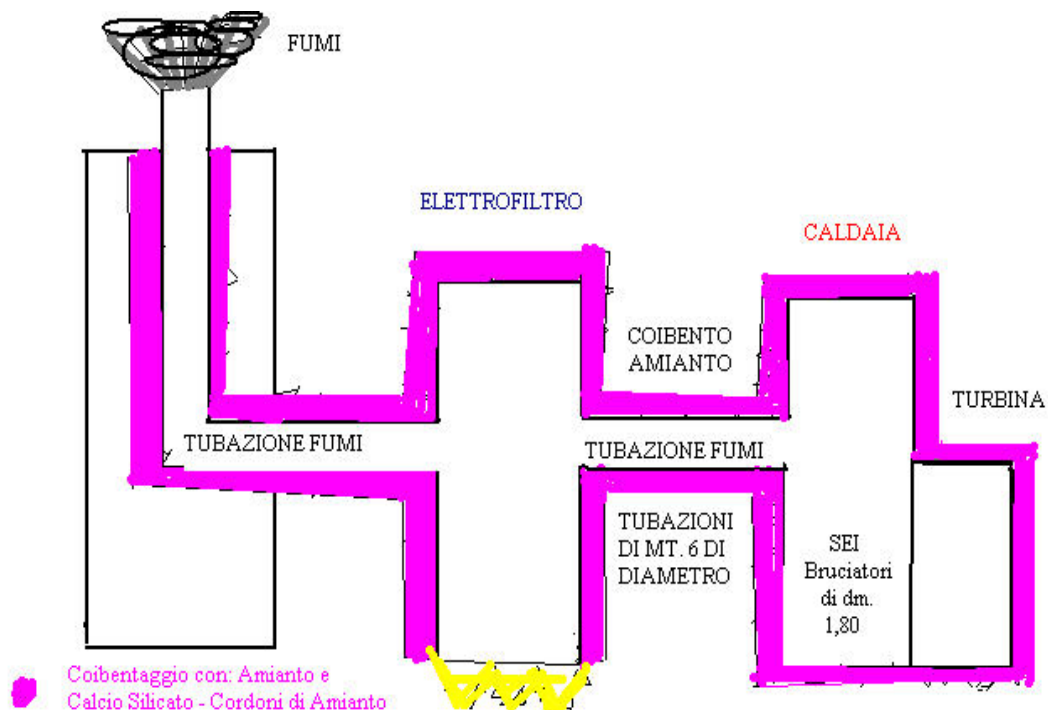 FUMI
ELETTROFILTRO
CALDAIA
COIBENTO
AMIANTO
TURBINA
TUBAZIONE FUMI
TUBAZIONE FUMI
TUBAZIONI
DI MT. 6 DI
DIAMETRO
SEI
Bruciatori
di dm.
1,80
Coibentaggio con: Amianto e
Calcio Silicato - Cordoni di Amianto